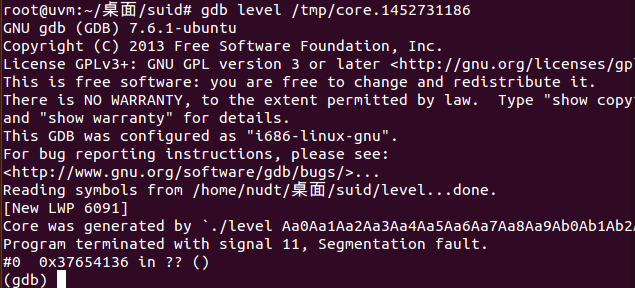 root@uvm:~/桌面/suid# gdb level /tmp/core.1452731186
GNU gdb (GDB) 7.6.1-ubuntu
Copyright (C) 2013 Free Software Foundation, Inc.
License GPLv3+: GNU GPL version 3 or later <http://gnu.org/licenses/gpl
This is free software: you are free to change and redistribute it.
There is NO WARRANTY, to the extent permitted by law.  Type "show copy
and "show warranty" for details.
This GDB was configured as "i686-linux-gnu".
For bug reporting instructions, please see:
<http://www.gnu.org/software/gdb/bugs/>...
Reading symbols from /home/nudt/桌面/suid/level...done.
[New LWP 6091]
Core was generated by `./level Aa0Aa1Aa2Aa3Aa4Aa5Aa6Aa7Aa8Aa9Ab0Ab1Ab2A
Program terminated with signal 11, Segmentation fault.
#0  0x37654136 in ?? ()
(gdb)